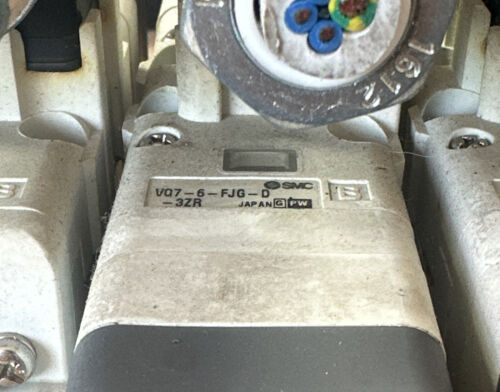 1612
SMC
VQ7-6-FJG-D
-3ZR JAPAN G PW
S
S